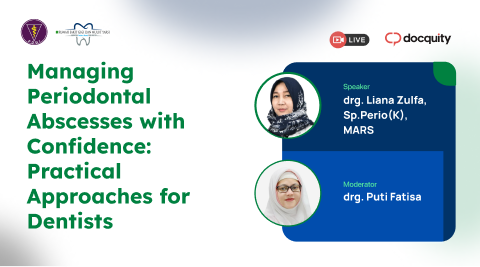 LIVE
docquity
Managing
Periodontal
Abscesses with
Confidence:
Practical
Approaches for
Dentists
Speaker
drg. Liana Zulfa,
Sp.Perio(K),
MARS
Moderator
drg. Puti Fatisa